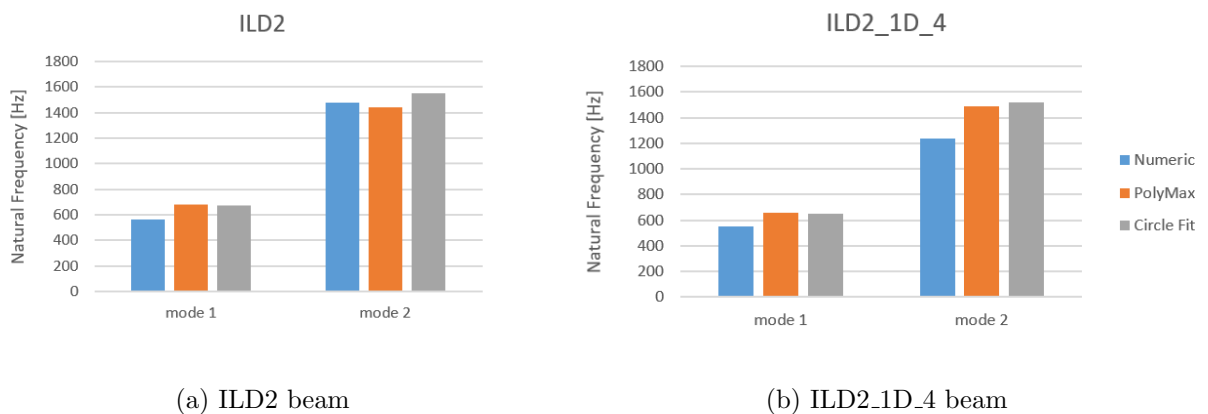 ILD2
1800
1600
1400
1200
1000
800
600
400
200
0
Natural Frequency [Hz]
mode 1 mode 2
(a) ILD2 beam
ILD2_1D_4
1800
1600
1400
1200
1000
800
600
400
200
0
Natural Frequency [Hz]
mode 1 mode 2
Numeric
PolyMax
Circle Fit
(b) ILD2_1D_4 beam